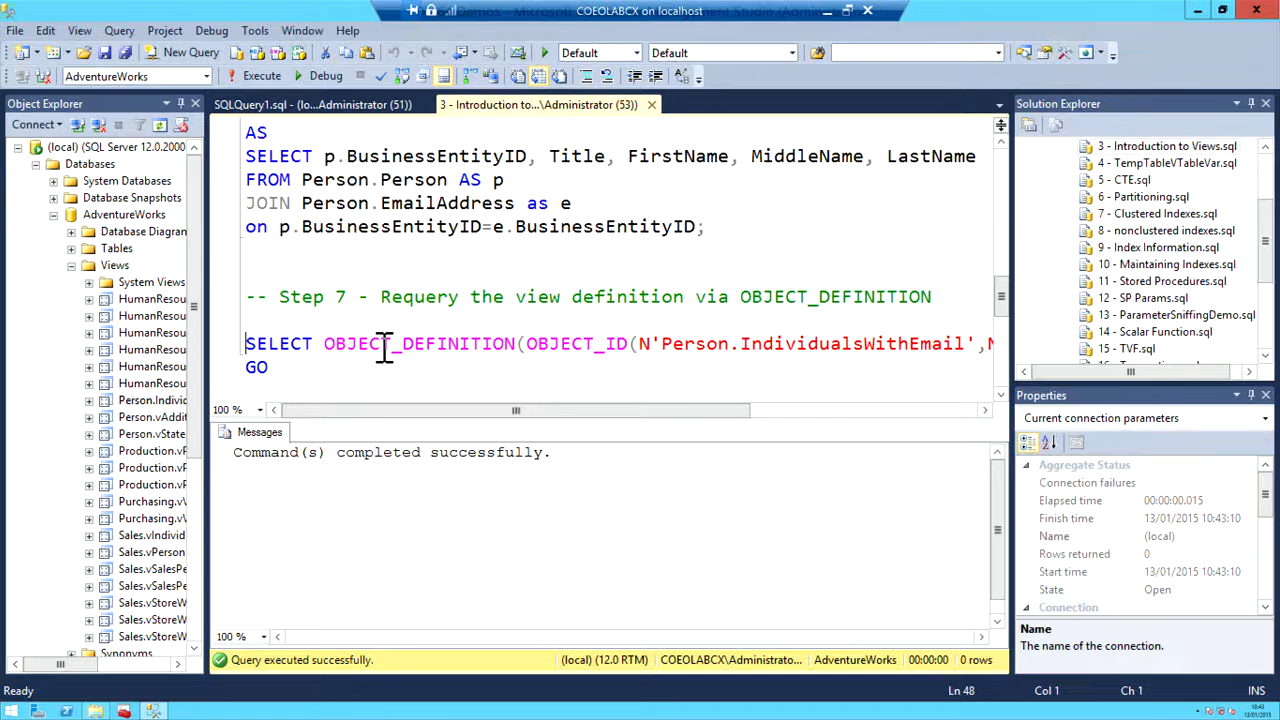 COEOLABCX on localhost
File Edit View Query Project Debug Tools Window Help
New Query Default Default
AdventureWorks Execute Debug
Object Explorer
Connect
(local) (SQL Server 12.0.2000
Databases
System Databases
Database Snapshots
AdventureWorks
Database Diagran
Tables
Views
System Views
HumanResou
HumanResou
HumanResou
HumanResou
HumanResou
HumanResou
Person.Individ
Person.vAddit
Person.vState
Production.vP
Production.vP
Production.vP
Purchasing.vV
Purchasing.vV
Sales.vIndivid
Sales.vPerson
Sales.vSalesPe
Sales.vSalesPe
Sales.vStoreW
Sales.vStoreW
Sales.vStoreW
Synonyms
SQLQuery1.sql - (lo...Administrator (51)) 3 - Introduction to...\Administrator (53))
AS
SELECT p.BusinessEntityID, Title, FirstName, MiddleName, LastName
FROM Person.Person AS p
JOIN Person.EmailAddress as e
on p.BusinessEntityID=e.BusinessEntityID;
-- Step 7 - Requery the view definition via OBJECT_DEFINITION
SELECT OBJECT_DEFINITION(OBJECT_ID(N'Person.IndividualsWithEmail',N
GO
100 %
Messages
Command(s) completed successfully.
100 %
Query executed successfully. (local) (12.0 RTM) COEOLABCX\Administrato... AdventureWorks 00:00:00 0 rows
Solution Explorer
3 - Introduction to Views.sql
4 - TempTableVTableVar.sql
5 - CTE.sql
6 - Partitioning.sql
7 - Clustered Indexes.sql
8 - nonclustered indexes.sql
9 - Index Information.sql
10 - Maintaining Indexes.sql
11 - Stored Procedures.sql
12 - SP Params.sql
13 - ParameterSniffingDemo.sql
14 - Scalar Function.sql
15 - TVF.sql
Properties
Current connection parameters
Aggregate Status
Connection failures
Elapsed time 00:00:00.015
Finish time 13/01/2015 10:43:10
Name (local)
Rows returned 0
Start time 13/01/2015 10:43:10
State Open
Connection
Name
The name of the connection.
Ready Ln 48 Col 1 Ch 1 INS
10:43
13/01/2015